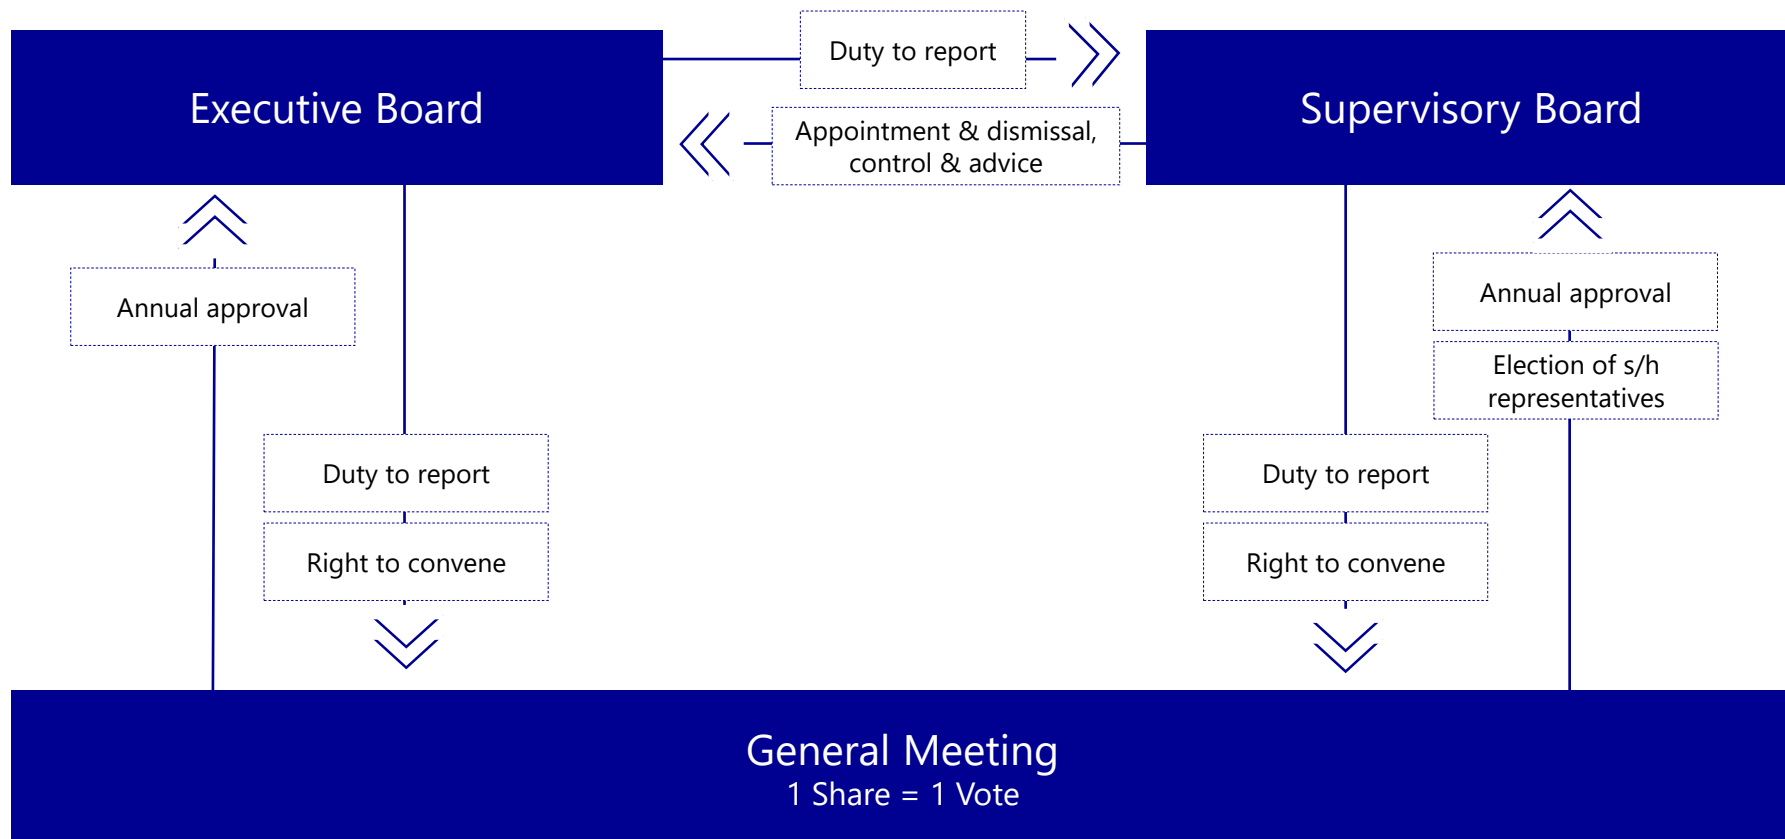 Duty to report
Executive Board
Supervisory Board
Appointment & dismissal,
control & advice
Annual approval
Annual approval
Election of s/h
representatives
Duty to report
Duty to report
Right to convene
Right to convene
General Meeting
1 Share = 1 Vote